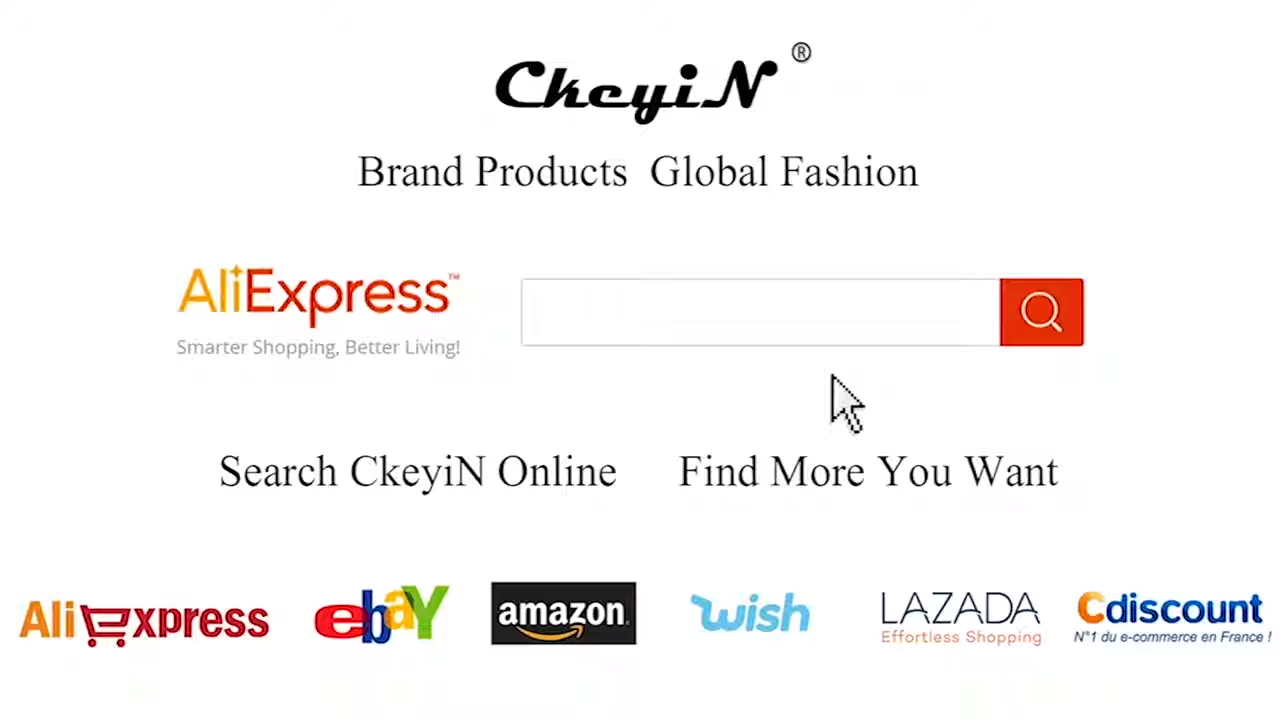 CkeyiN ®
Brand Products Global Fashion
AliExpress™
Smarter Shopping, Better Living!
Search CkeyiN Online Find More You Want
AliExpress ebay amazon wish LAZADA Cdiscount
Effortless Shopping N°1 du e-commerce en France !